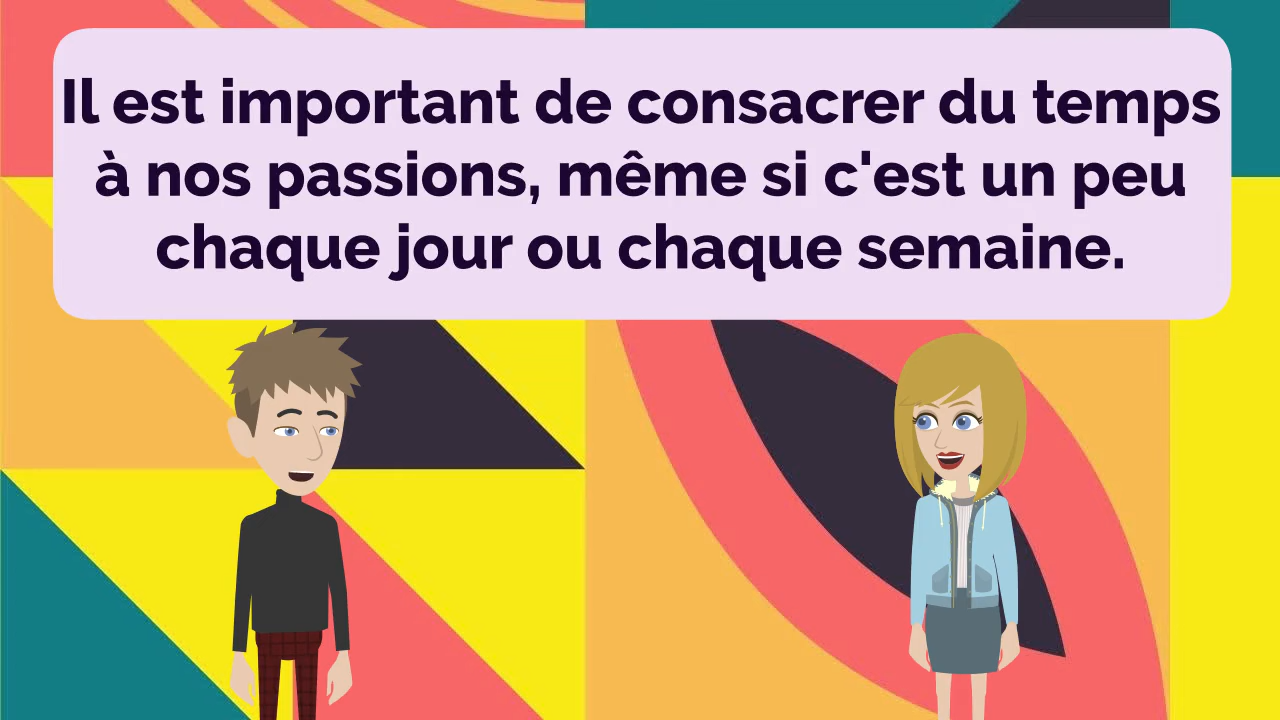 Il est important de consacrer du temps
à nos passions, même si c'est un peu
chaque jour ou chaque semaine.